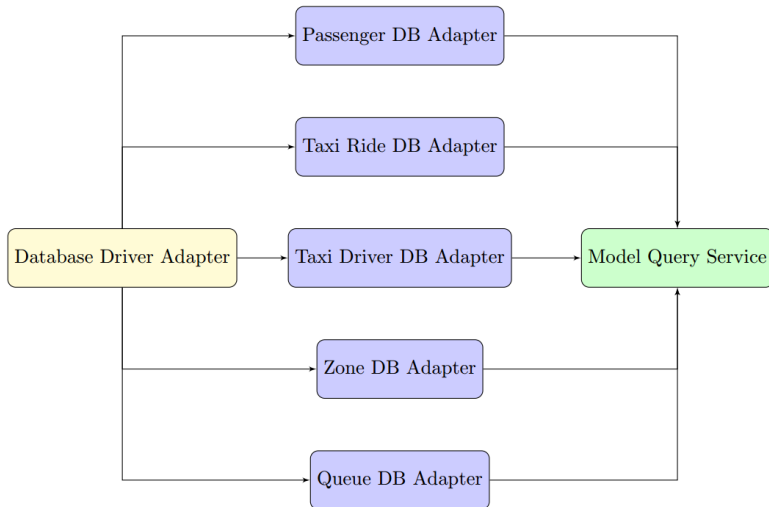 Passenger DB Adapter
Taxi Ride DB Adapter
Database Driver Adapter
Taxi Driver DB Adapter
Model Query Service
Zone DB Adapter
Queue DB Adapter